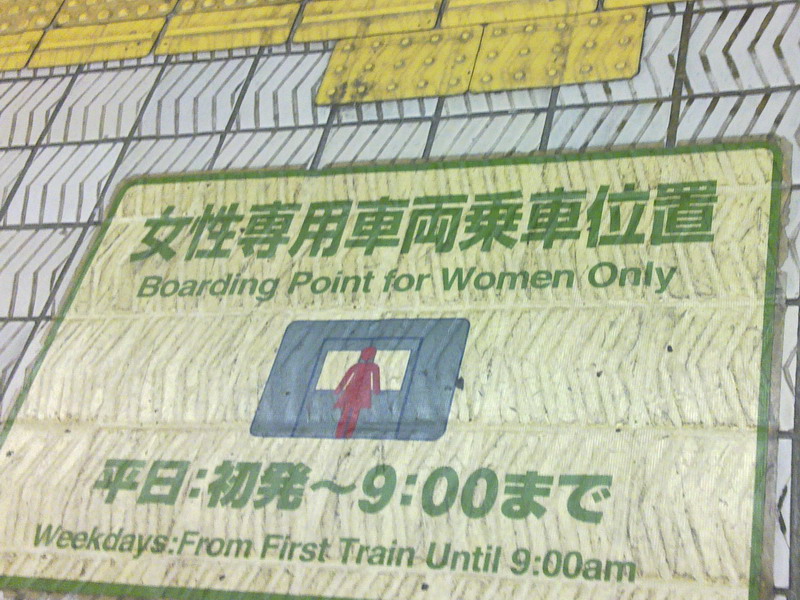 女性専用車両乗車位置
Boarding Point for Women Only
平日:初発〜9:00まで
Weekdays:From First Train Until 9:00am